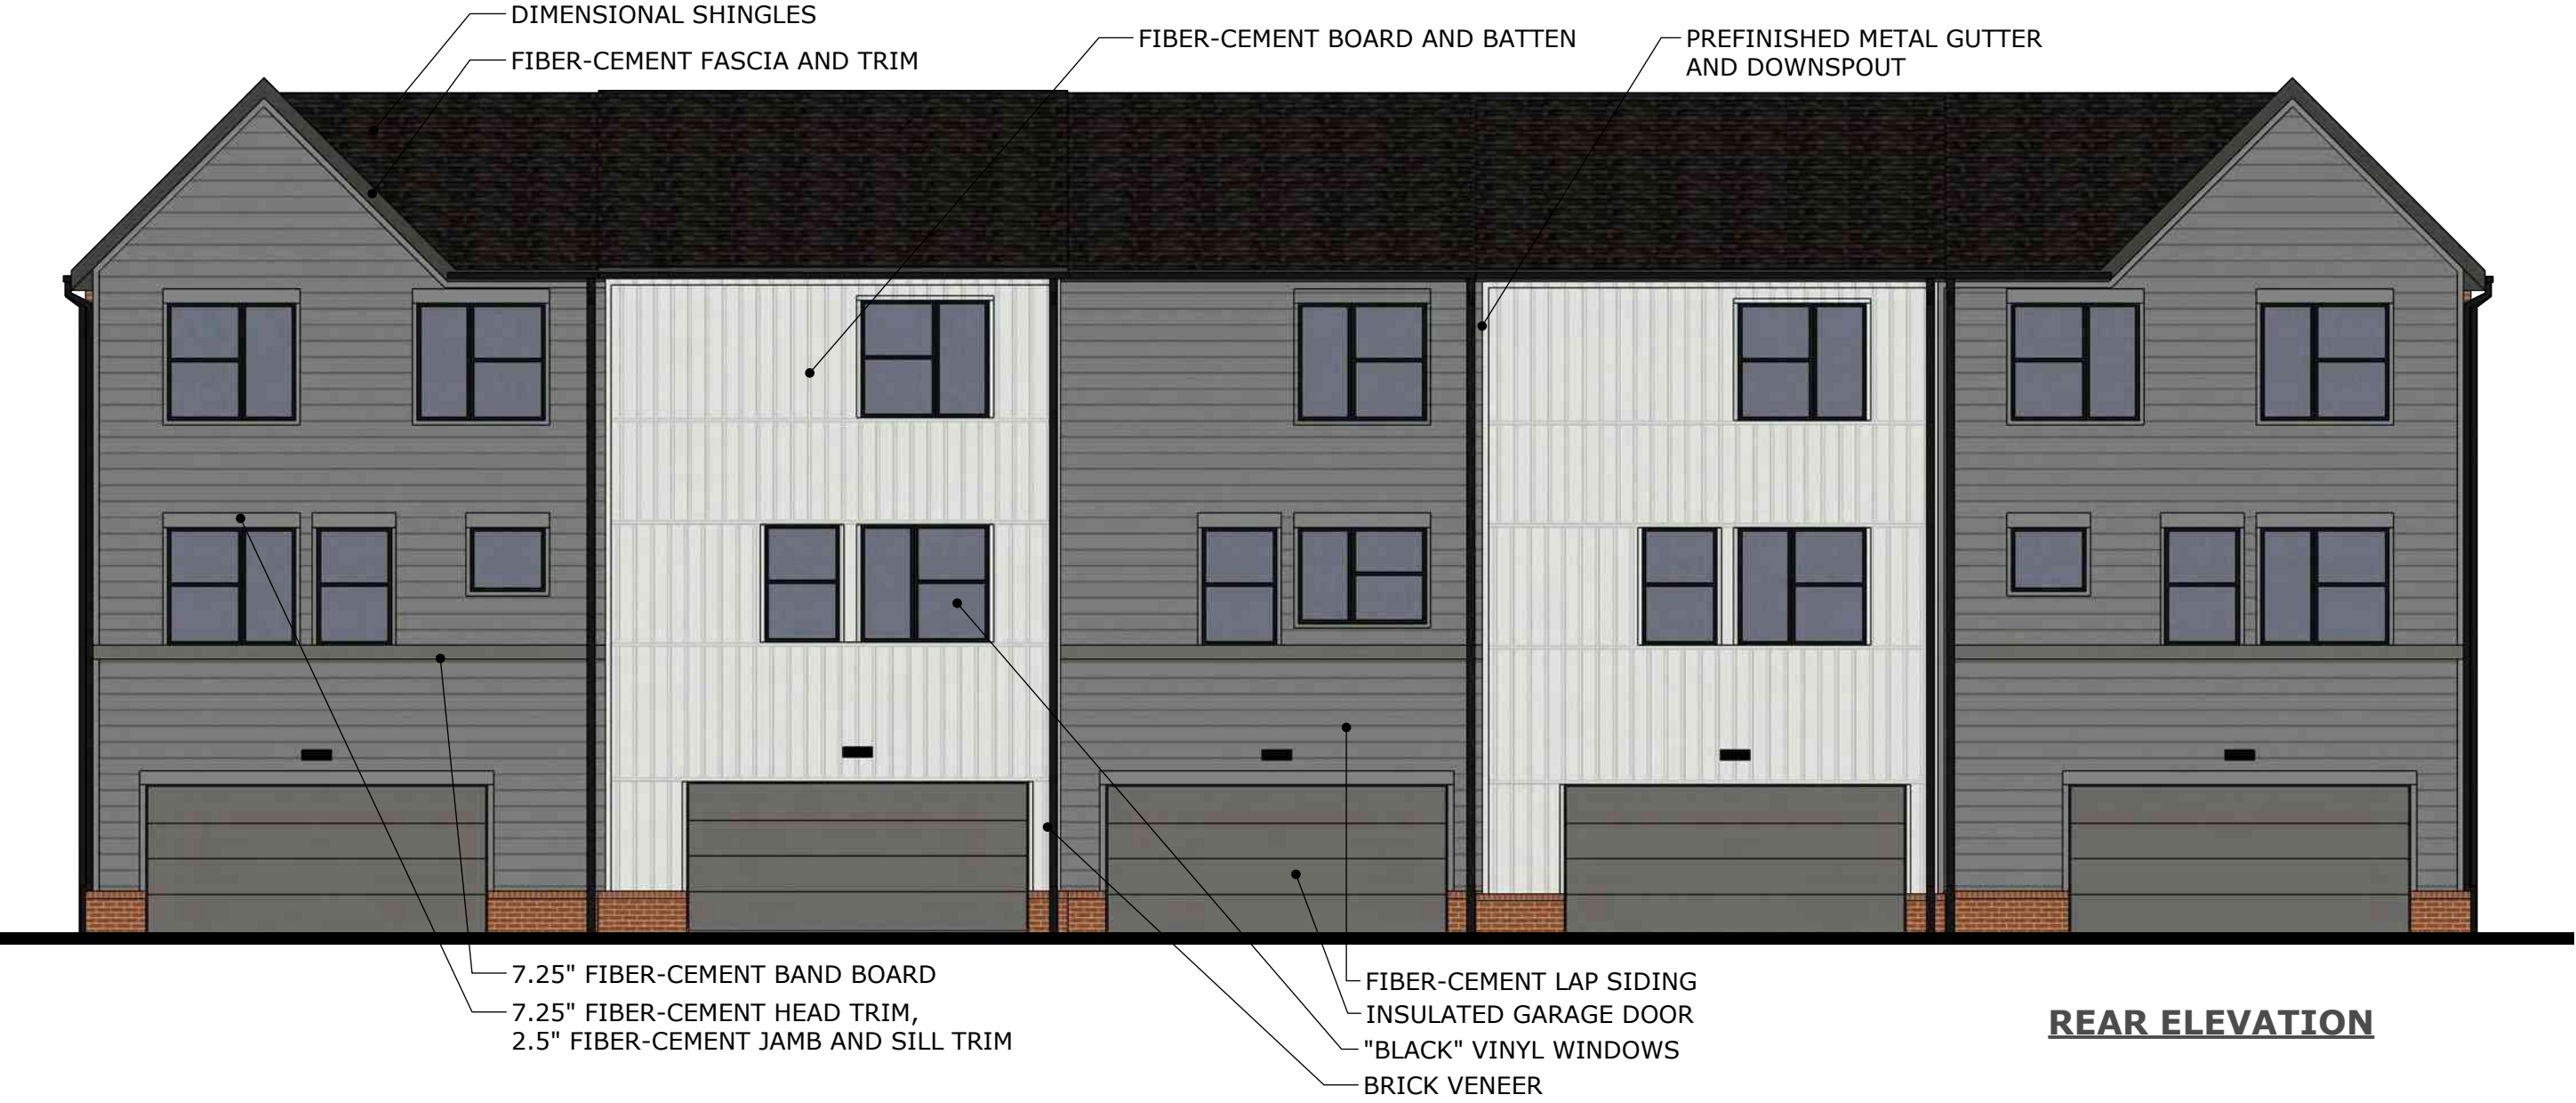 DIMENSIONAL SHINGLES
FIBER-CEMENT FASCIA AND TRIM
FIBER-CEMENT BOARD AND BATTEN
PREFINISHED METAL GUTTER
AND DOWNSPOUT
7.25" FIBER-CEMENT BAND BOARD
7.25" FIBER-CEMENT HEAD TRIM,
2.5" FIBER-CEMENT JAMB AND SILL TRIM
FIBER-CEMENT LAP SIDING
INSULATED GARAGE DOOR
"BLACK" VINYL WINDOWS
BRICK VENEER
REAR ELEVATION